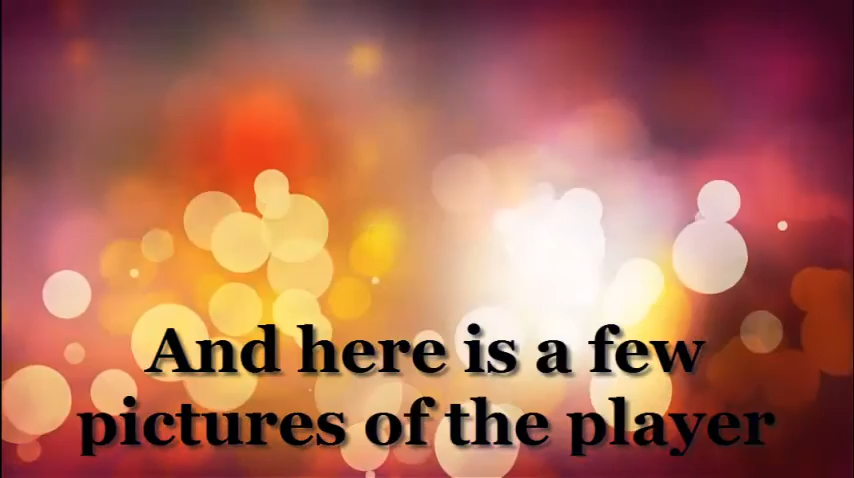 And here is a few
pictures of the player